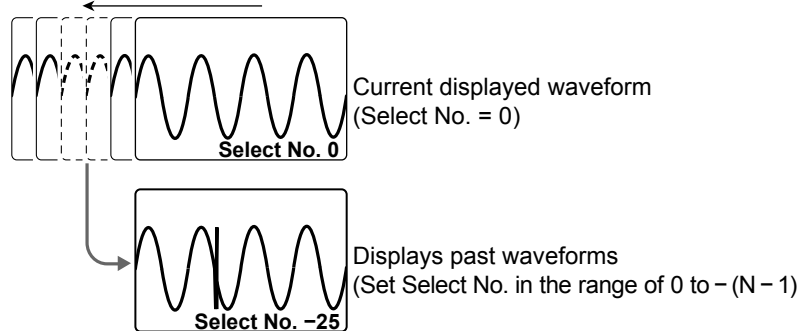 Select No. 0
Current displayed waveform
(Select No. = 0)
Select No. −25
Displays past waveforms
(Set Select No. in the range of 0 to − (N − 1)